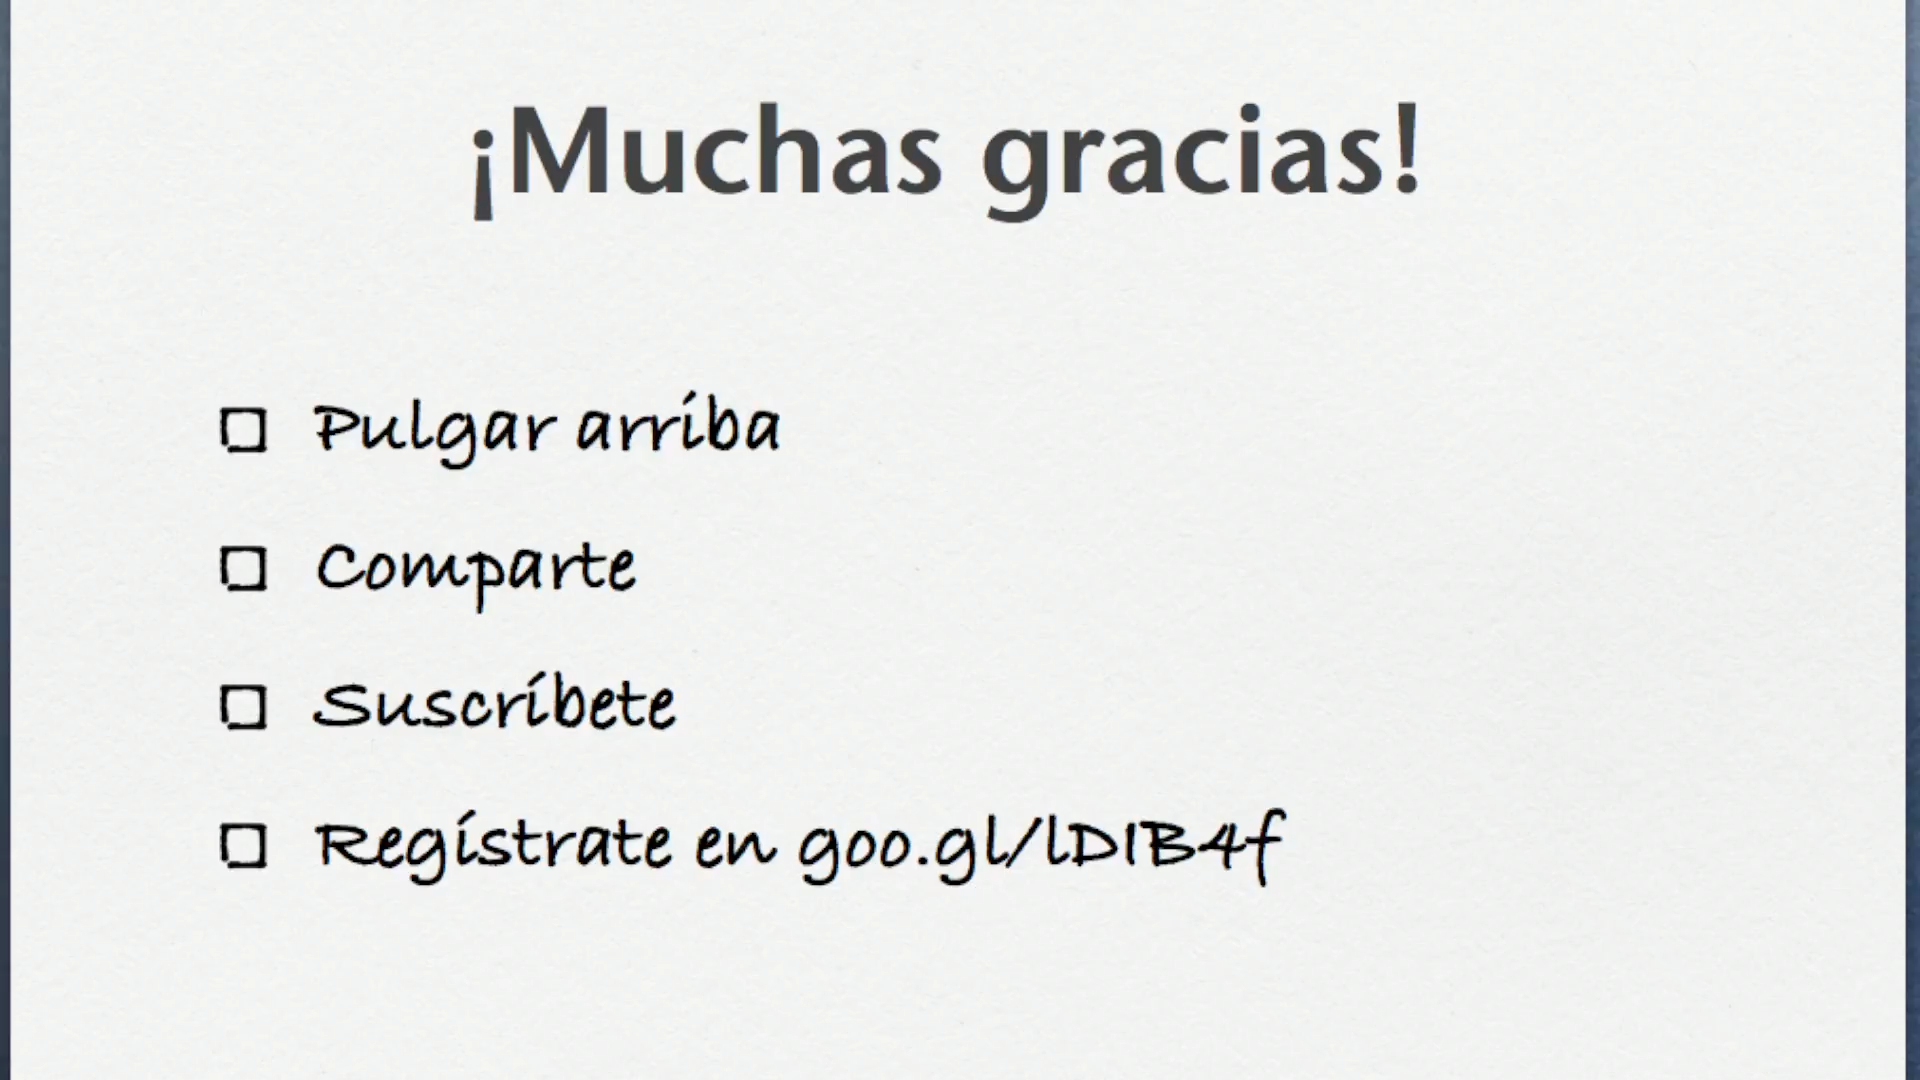 ¡Muchas gracias!
Pulgar arriba
Comparte
Suscríbete
Regístrate en goo.gl/lDIB4f